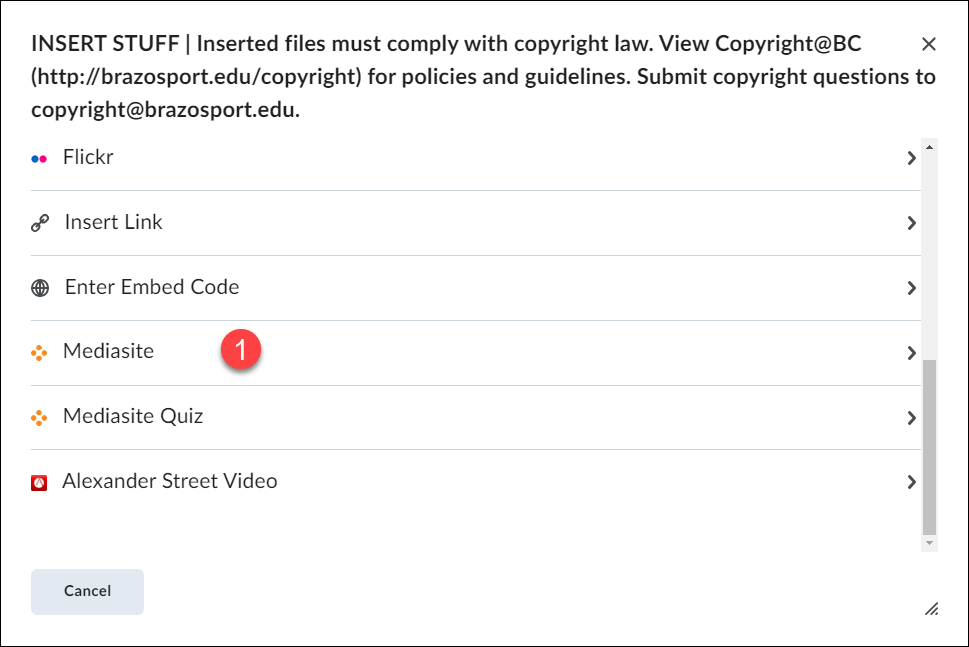 INSERT STUFF | Inserted files must comply with copyright law. View Copyright@BC
(http://brazosport.edu/copyright) for policies and guidelines. Submit copyright questions to
copyright@brazosport.edu.
Flickr
Insert Link
Enter Embed Code
Mediasite 1
Mediasite Quiz
Alexander Street Video
Cancel